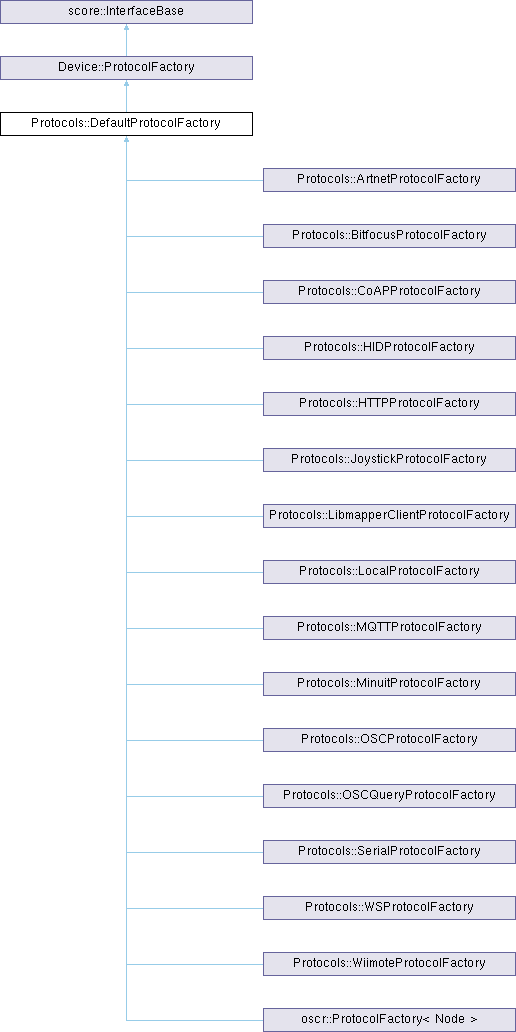 score::InterfaceBase
Device::ProtocolFactory
Protocols::DefaultProtocolFactory
Protocols::ArtnetProtocolFactory
Protocols::BitfocusProtocolFactory
Protocols::CoAPProtocolFactory
Protocols::HIDProtocolFactory
Protocols::HTTPProtocolFactory
Protocols::JoystickProtocolFactory
Protocols::LibmapperClientProtocolFactory
Protocols::LocalProtocolFactory
Protocols::MQTTProtocolFactory
Protocols::MinuitProtocolFactory
Protocols::OSCProtocolFactory
Protocols::OSCQueryProtocolFactory
Protocols::SerialProtocolFactory
Protocols::WSProtocolFactory
Protocols::WiimoteProtocolFactory
oscr::ProtocolFactory< Node >